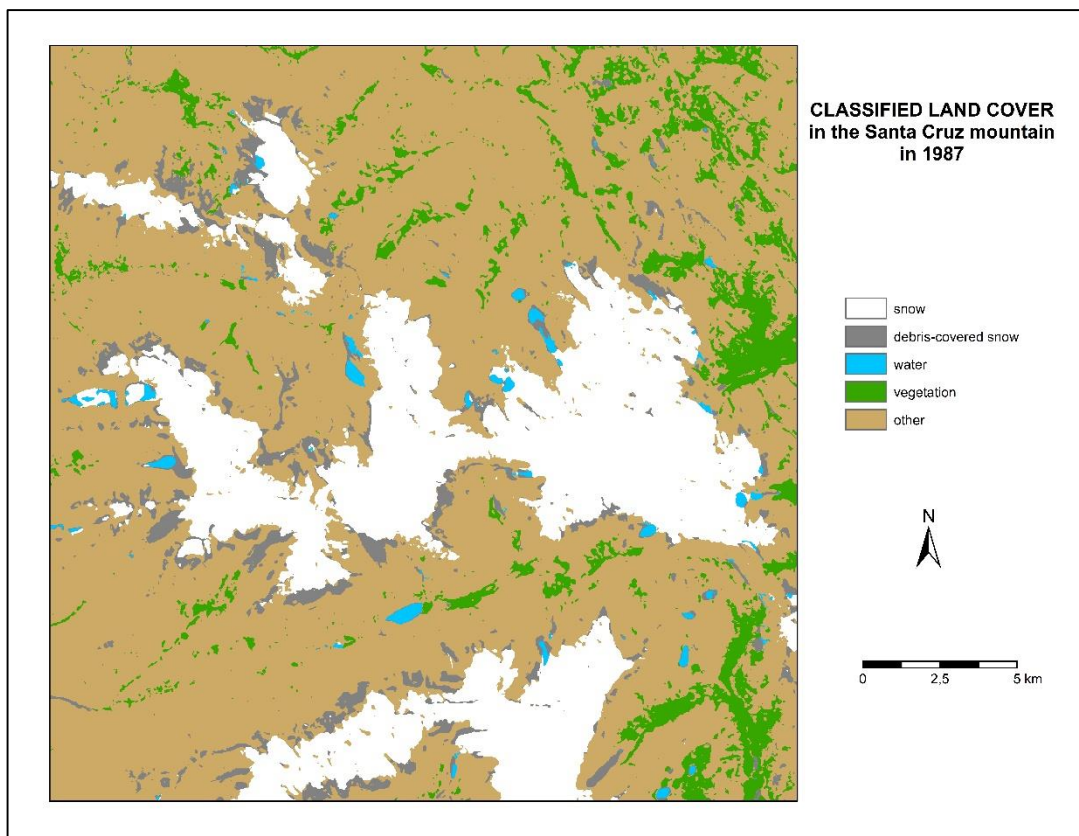 CLASSIFIED LAND COVER
in the Santa Cruz mountain
in 1987
snow
debris-covered snow
water
vegetation
other
N
0 2,5 5 km